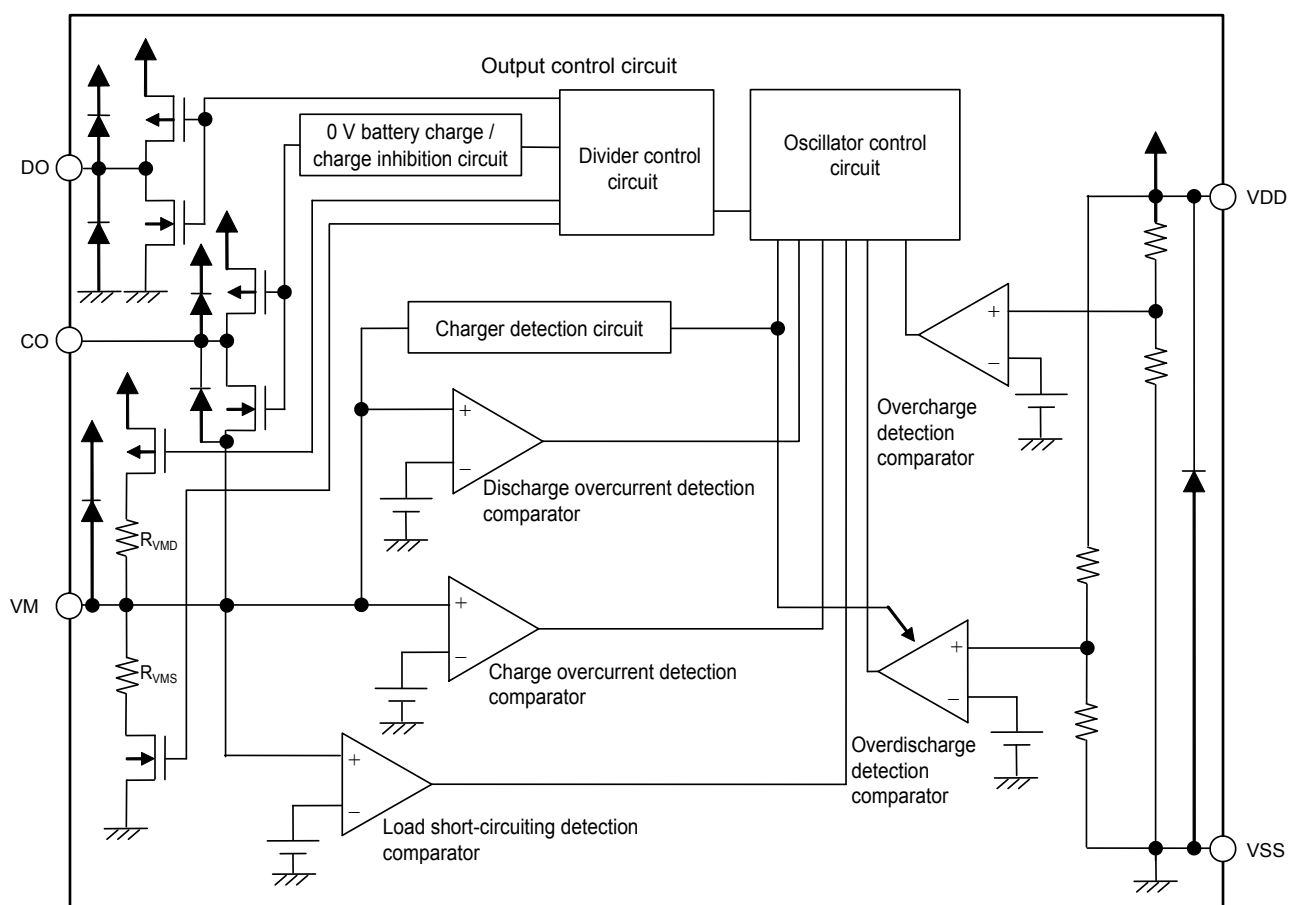 Output control circuit
0 V battery charge /
charge inhibition circuit
Divider control
circuit
Oscillator control
circuit
DO
VDD
CO
Charger detection circuit
+
−
Overcharge
detection
comparator
+
−
Discharge overcurrent detection
comparator
RVMD
VM
+
−
Charge overcurrent detection
comparator
RVMS
+
−
Overdischarge
detection
comparator
+
−
Load short-circuiting detection
comparator
VSS